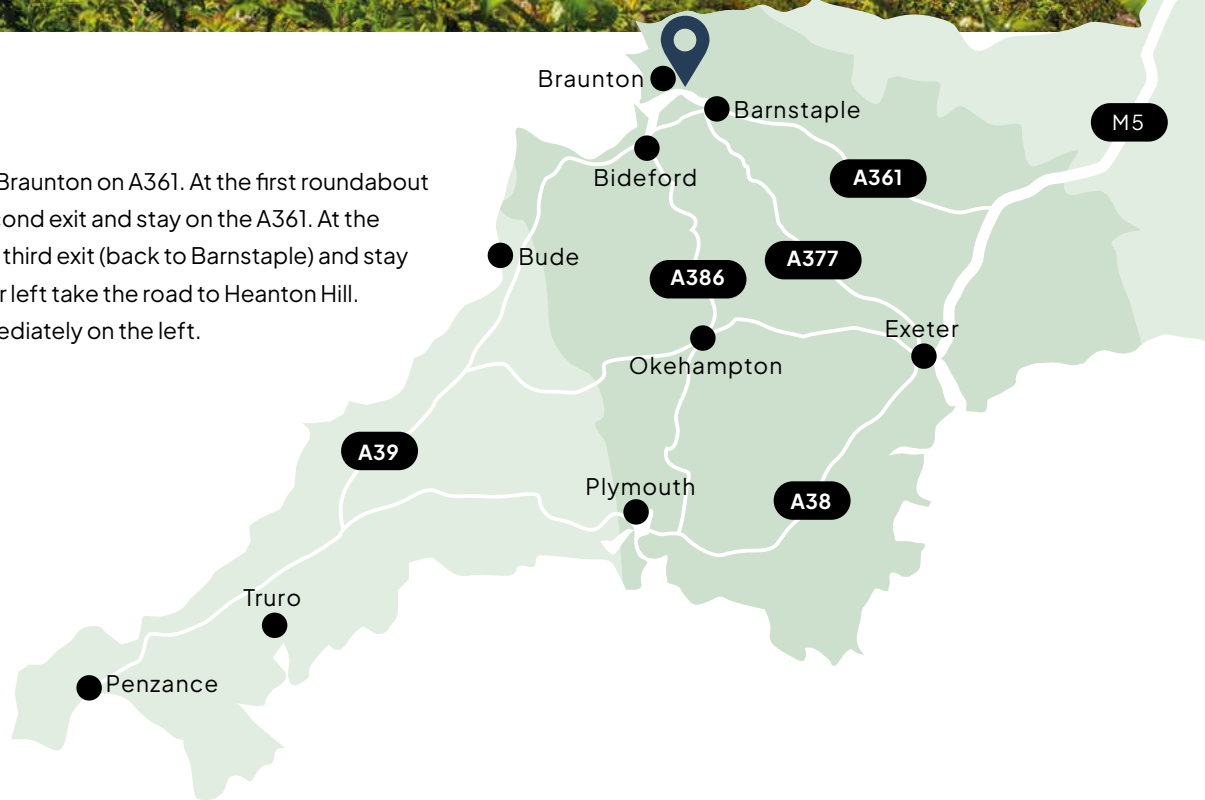 Braunton on A361. At the first roundabout
ond exit and stay on the A361. At the
third exit (back to Barnstaple) and stay
r left take the road to Heanton Hill.
ediately on the left.
Braunton
Barnstaple
M5
Bideford
A361
Bude
A377
A386
Exeter
Okehampton
A39
Plymouth
A38
Truro
Penzance